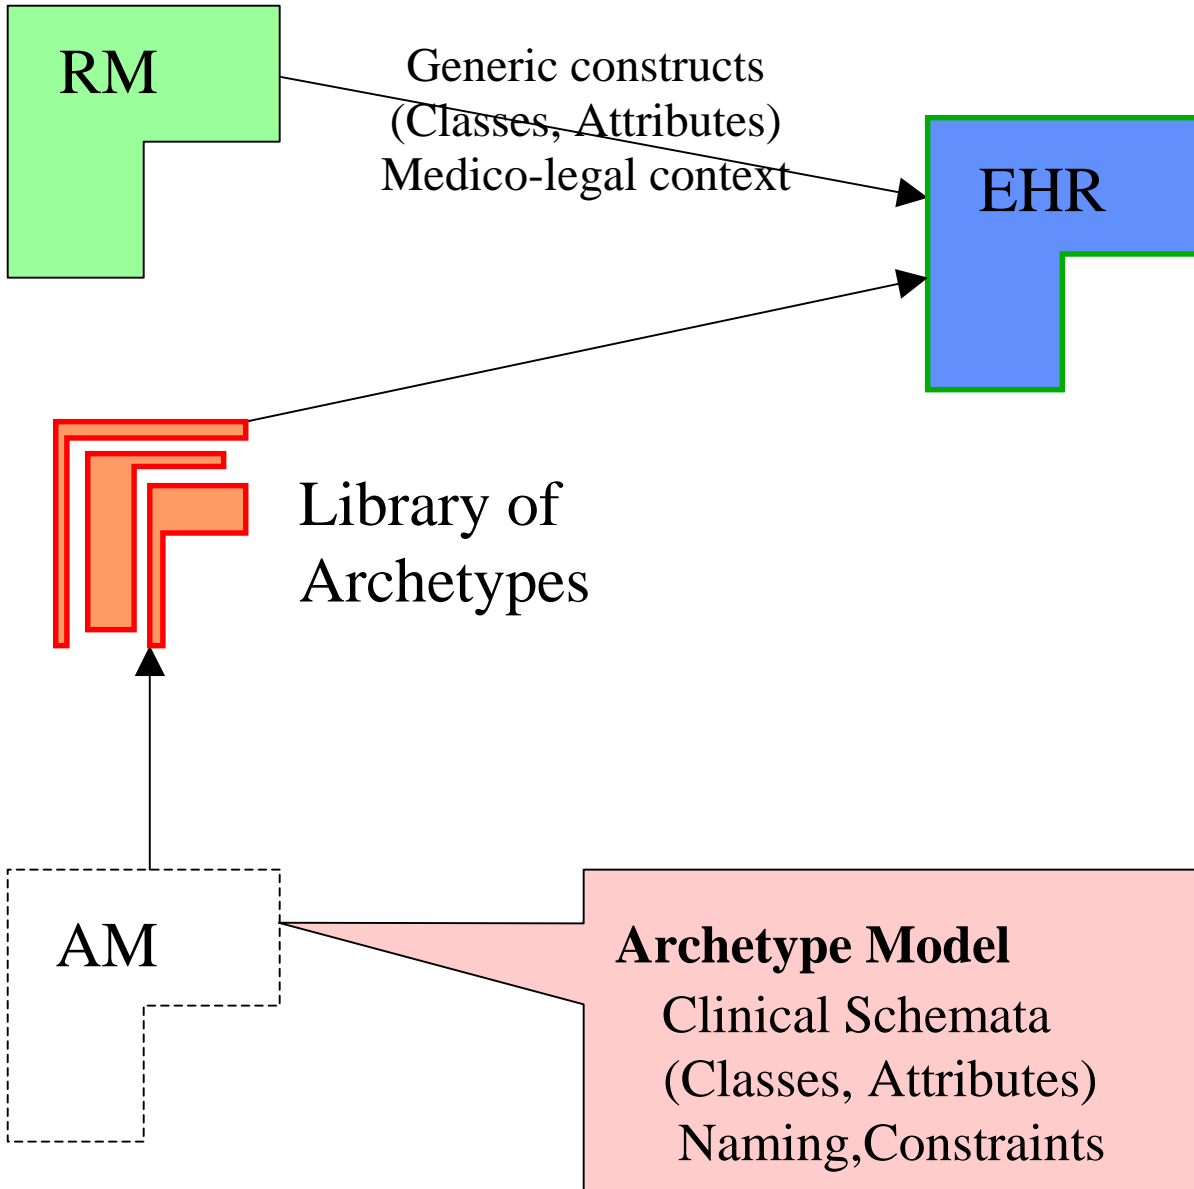 RM
Generic constructs
(Classes, Attributes)
Medico-legal context
EHR
Library of
Archetypes
AM
Archetype Model
Clinical Schemata
(Classes, Attributes)
Naming,Constraints